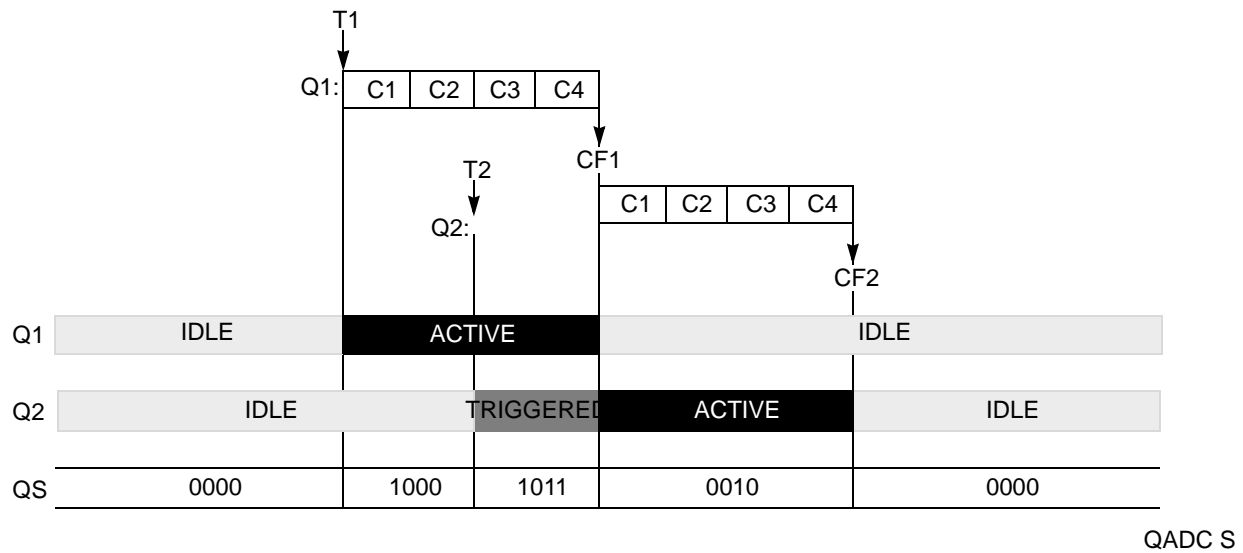 T1
Q1: C1 C2 C3 C4
CF1
T2
C1 C2 C3 C4
Q2:
CF2
Q1 IDLE ACTIVE IDLE
Q2 IDLE TRIGGERED ACTIVE IDLE
QS 0000 1000 1011 0010 0000
QADC S